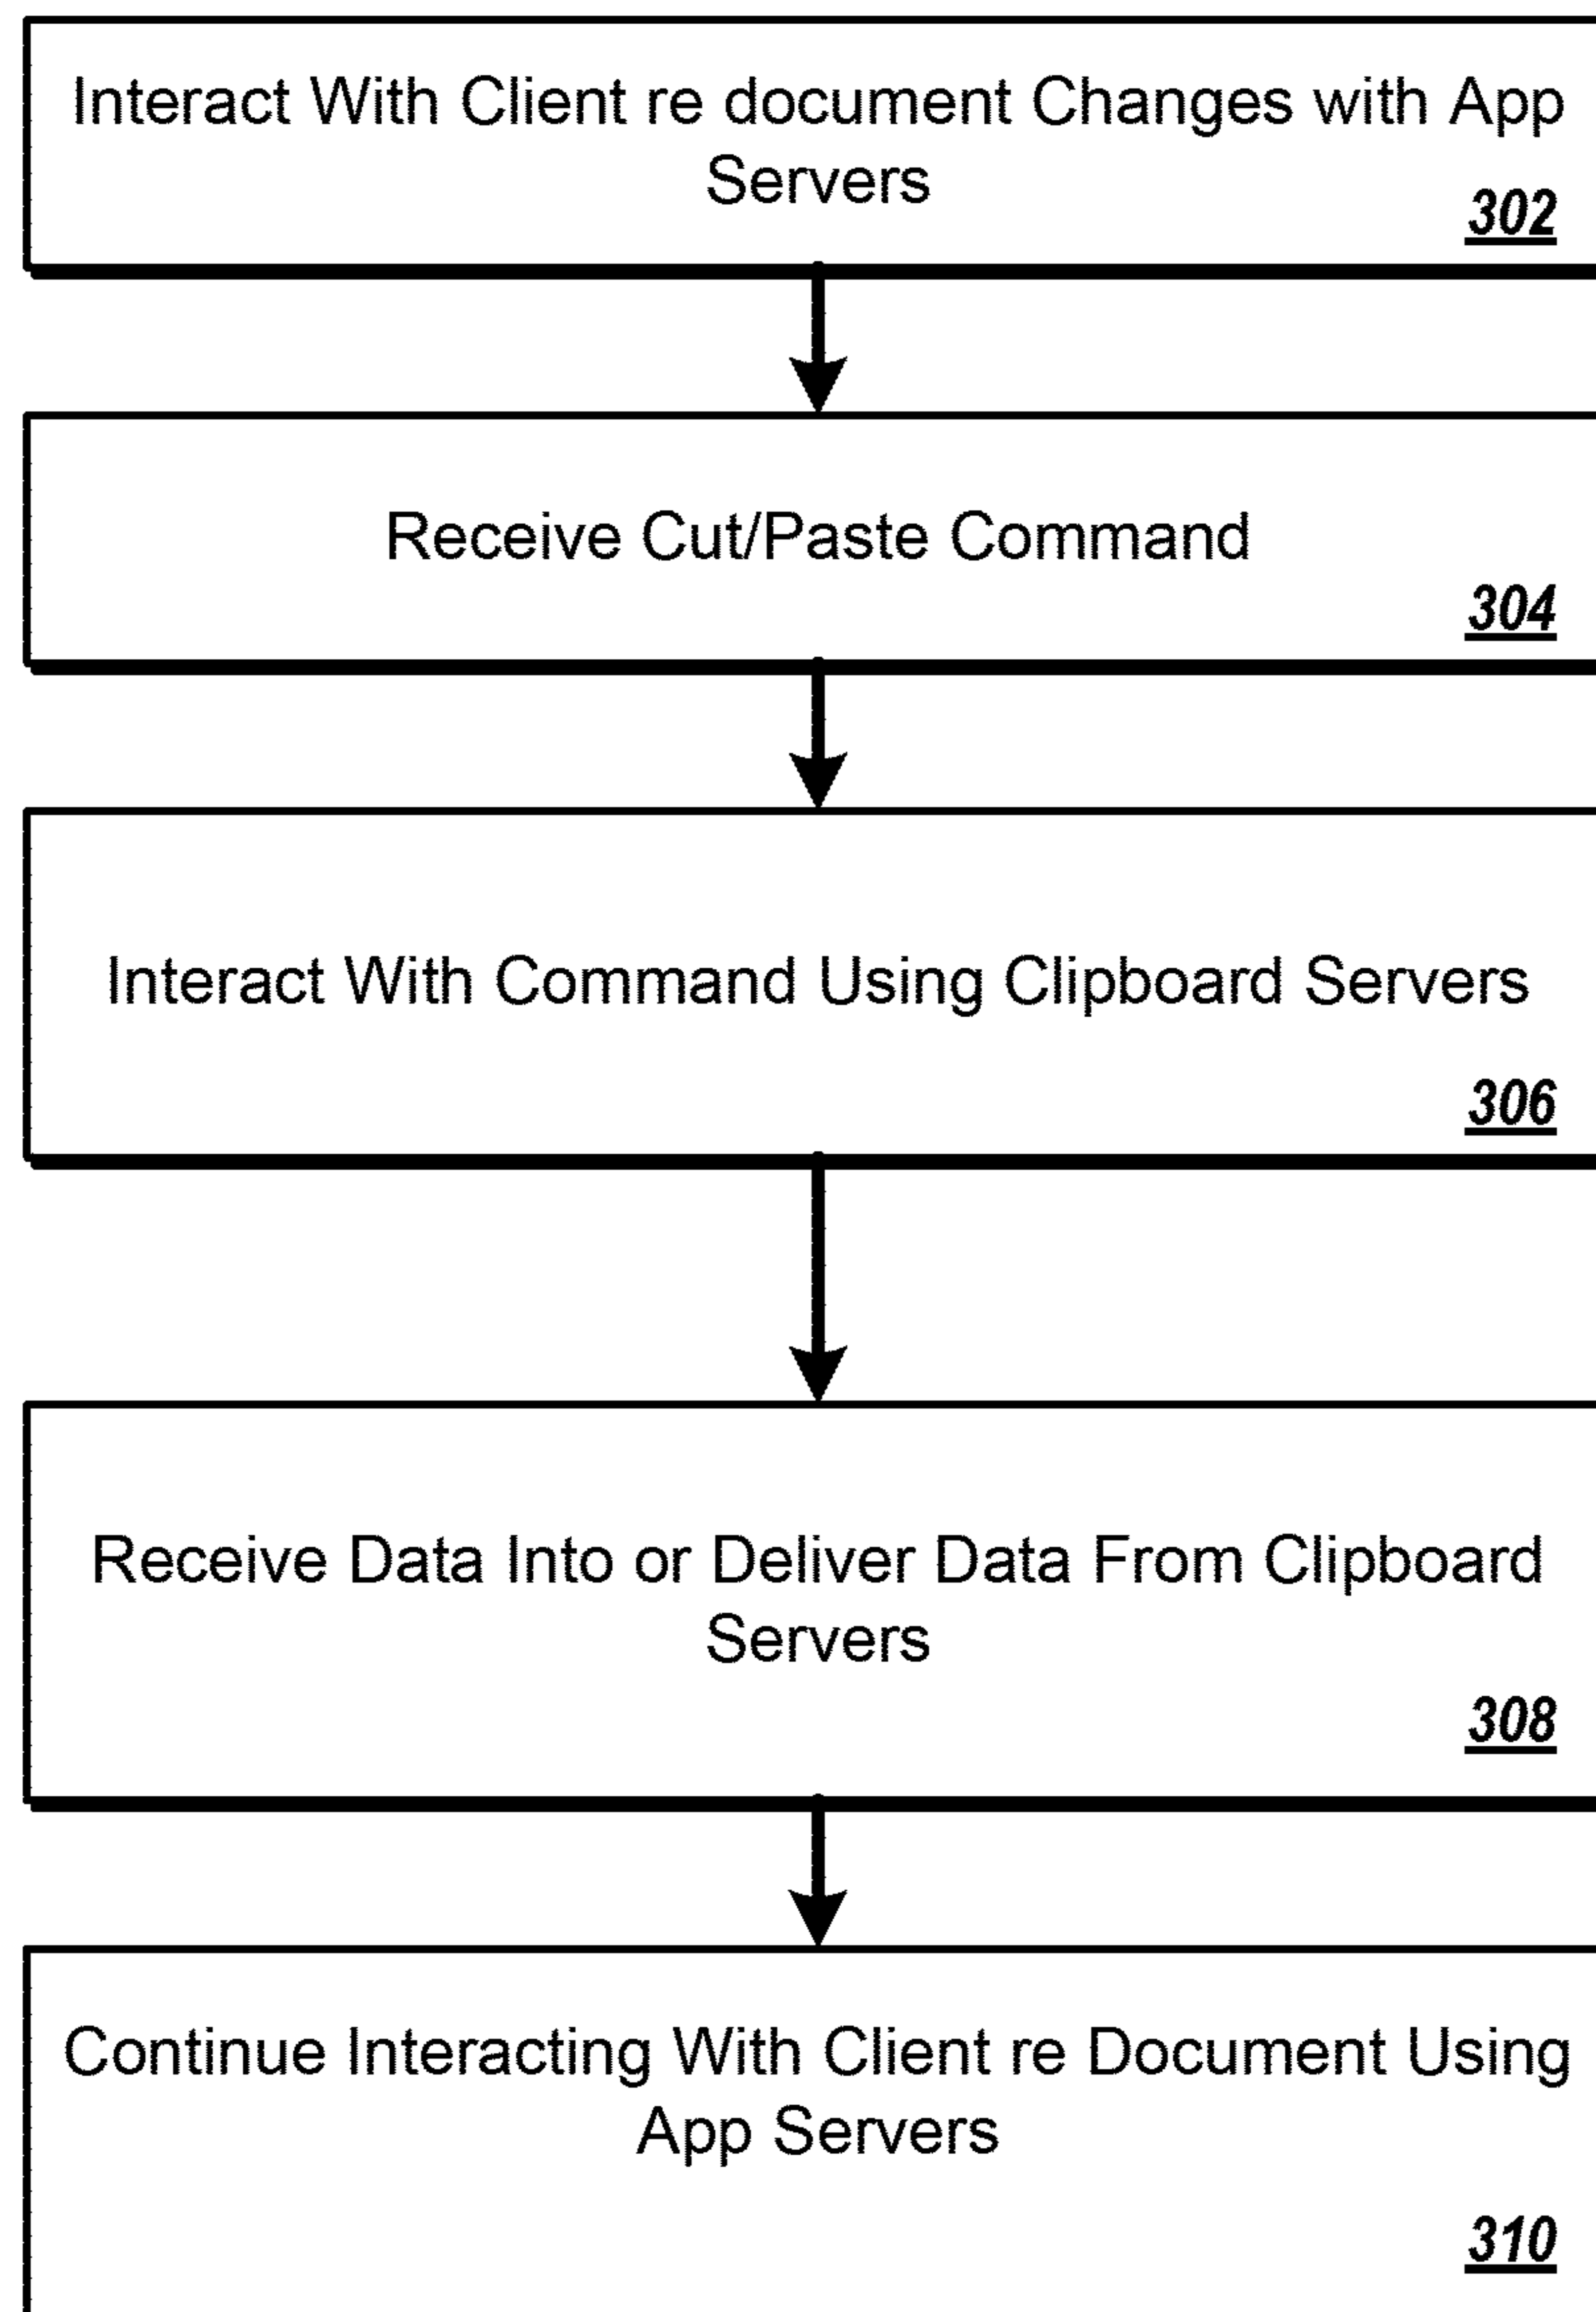 Interact With Client re document Changes with App
Servers
302
Receive Cut/Paste Command
304
Interact With Command Using Clipboard Servers
306
Receive Data Into or Deliver Data From Clipboard
Servers
308
Continue Interacting With Client re Document Using
App Servers
310